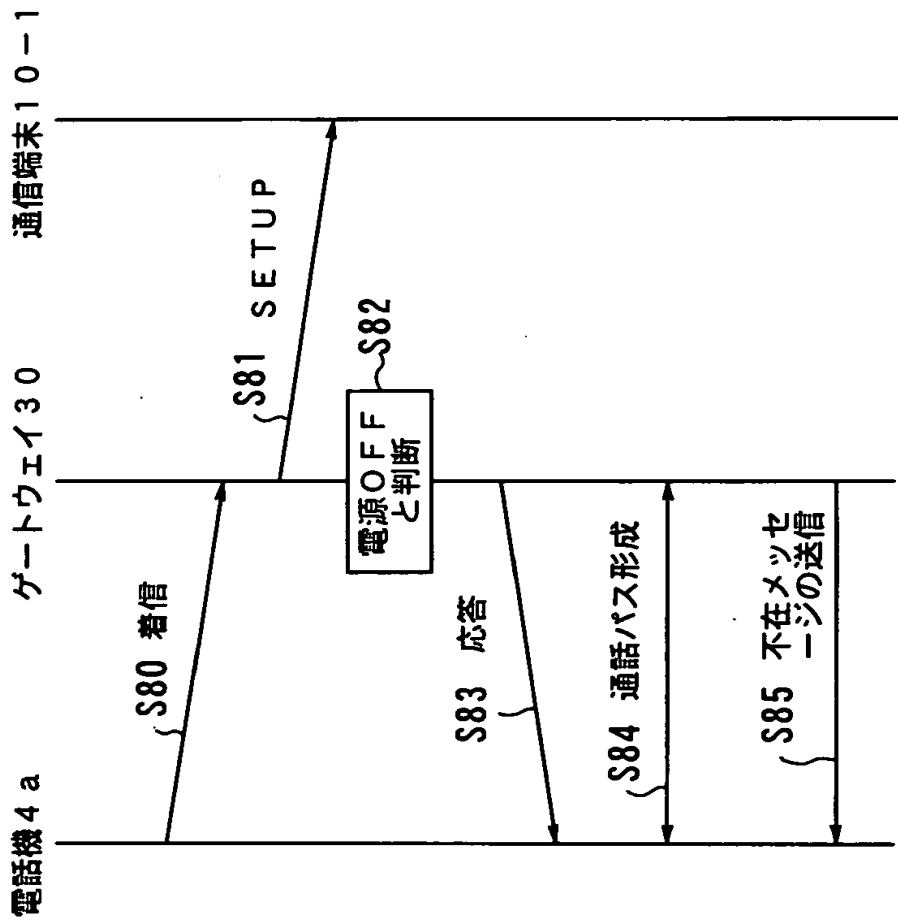 電話機4a
ゲートウェイ30
通信端末10-1
S80 着信
S81 SETUP
電源OFF
と判断
S82
S83 応答
S84 通話パス形成
S85 不在メッセ
ージの送信